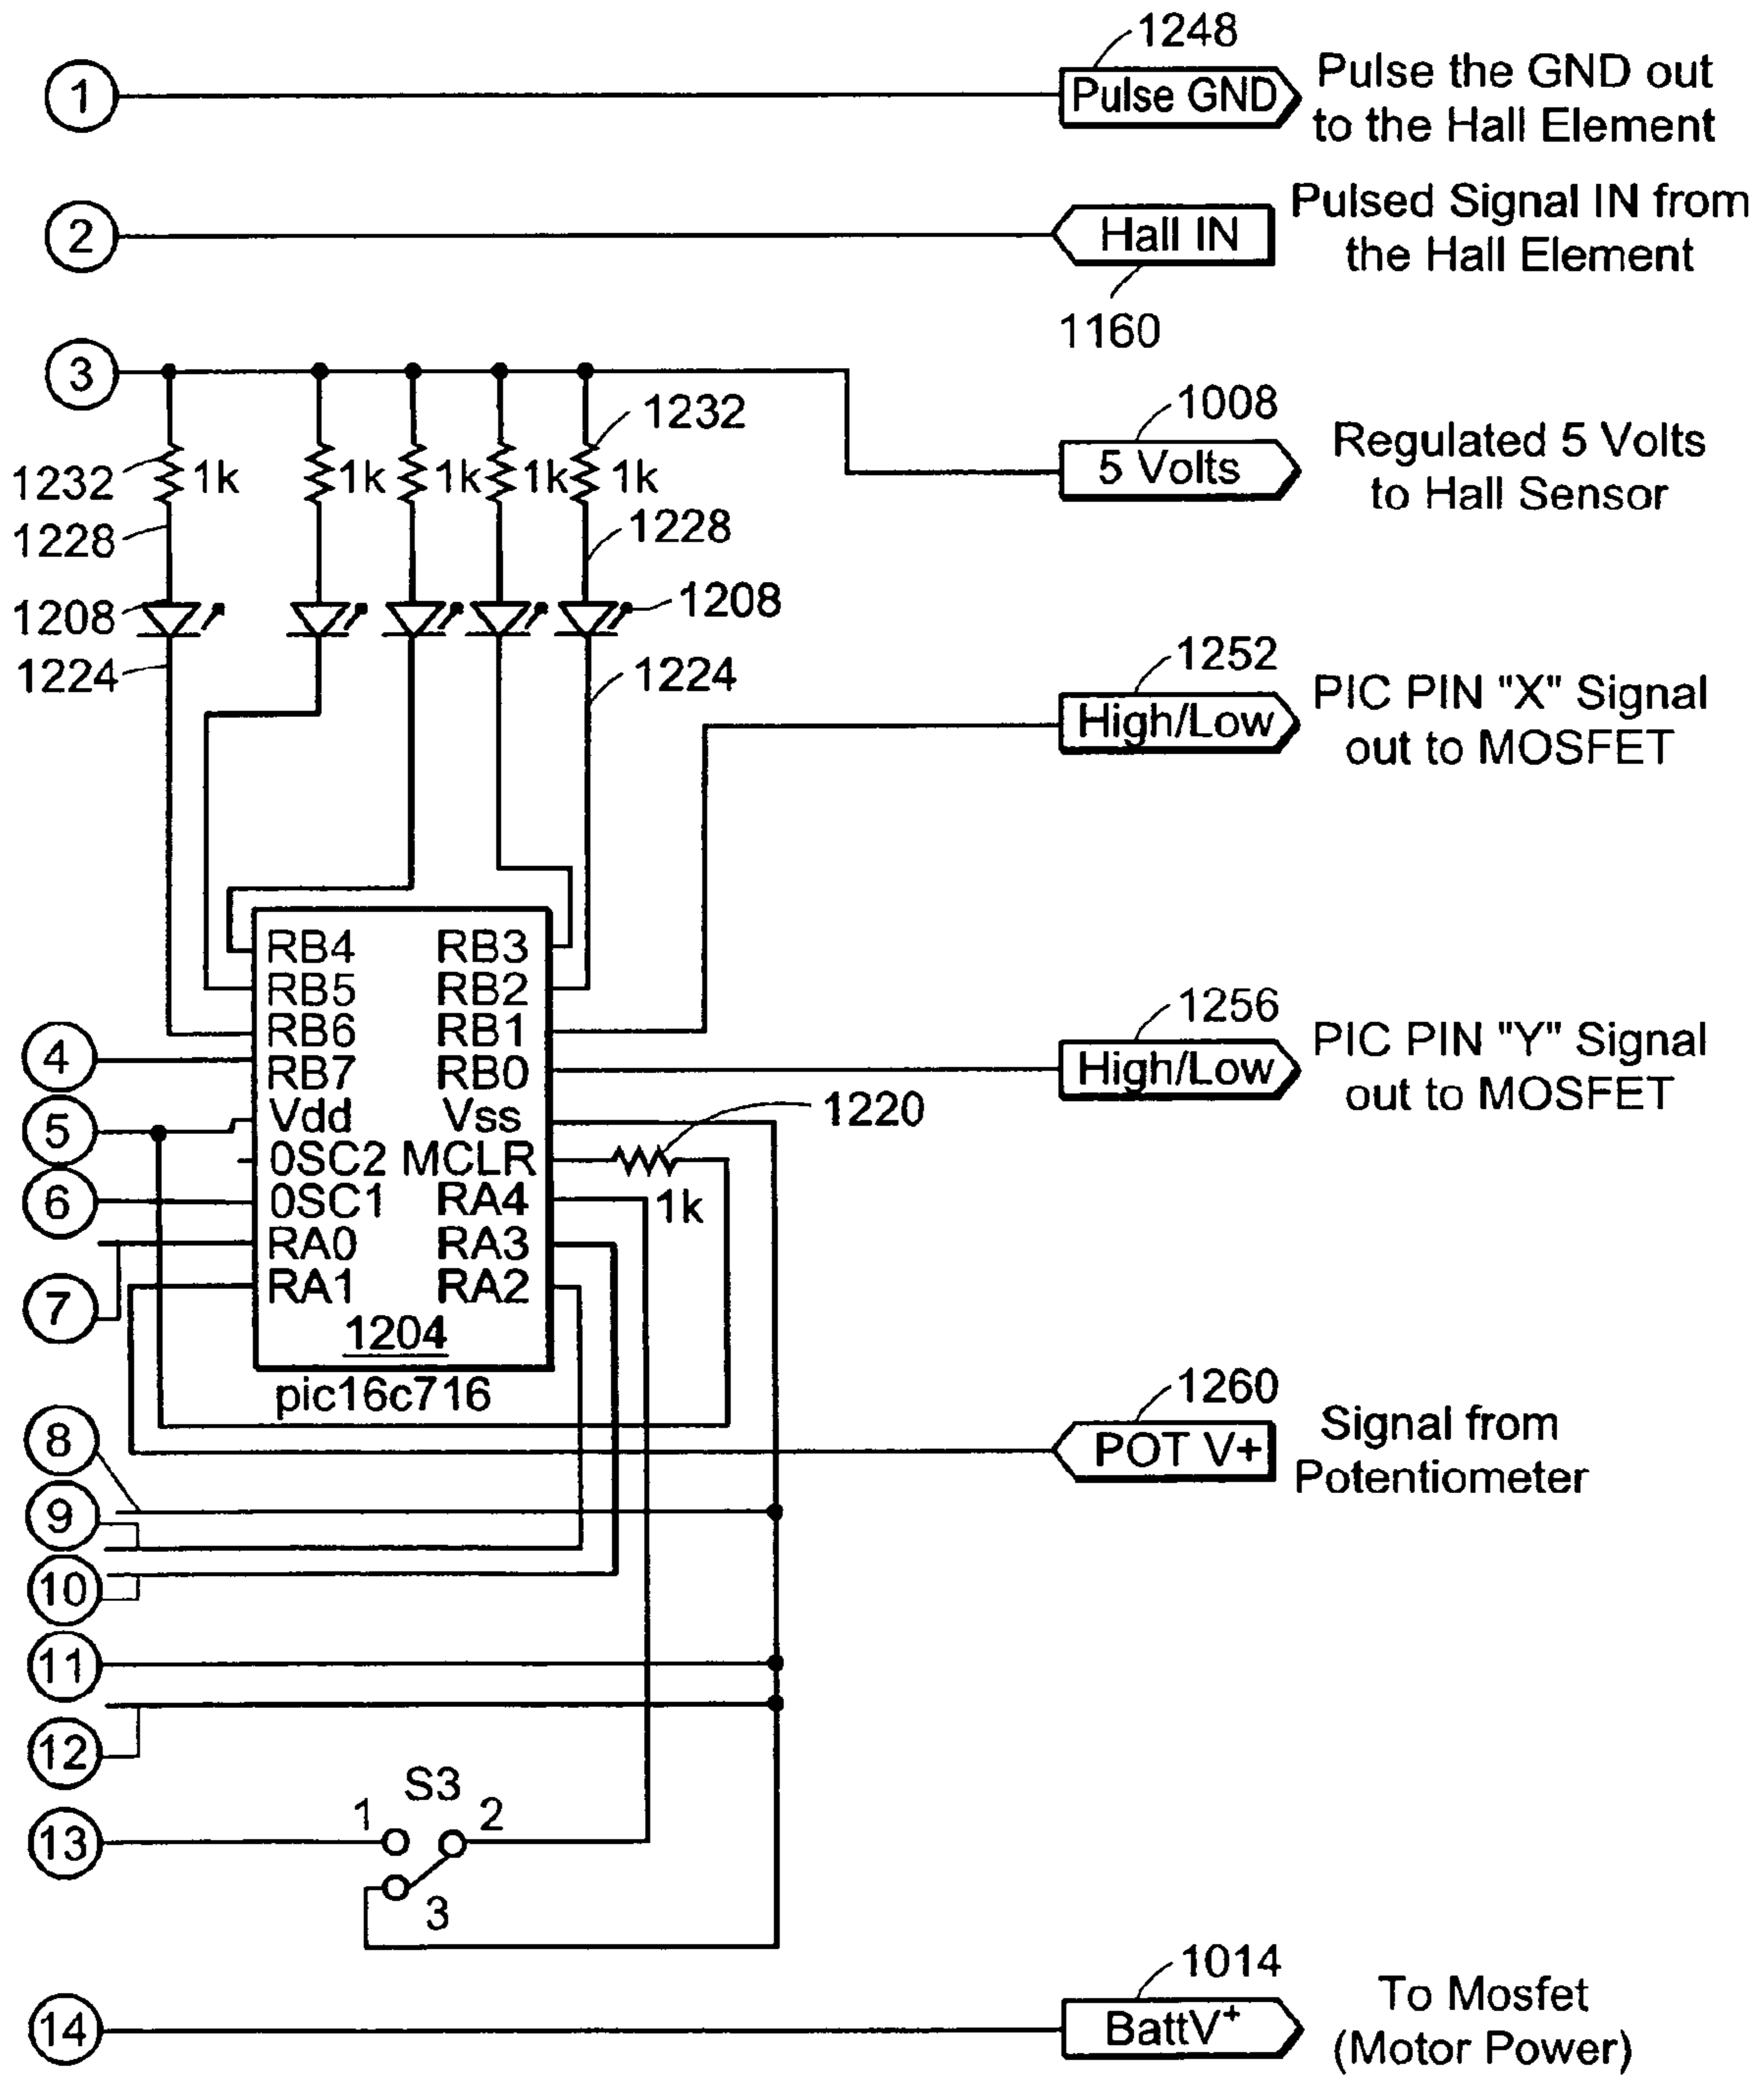 1248
1
Pulse GND
Pulse the GND out
to the Hall Element
2
Hall IN
Pulsed Signal IN from
the Hall Element
1160
3
1232
1008
1232
1k
1k
1k
1k
1k
5 Volts
Regulated 5 Volts
to Hall Sensor
1228
1228
1208
1208
1224
1224
1252
High/Low
PIC PIN "X" Signal
out to MOSFET
RB4 RB3
RB5 RB2
RB6 RB1
4
RB7 RB0
1256
High/Low
PIC PIN "Y" Signal
out to MOSFET
5
Vdd Vss
1220
0SC2 MCLR
6
0SC1 RA4
1k
RA0 RA3
7
RA1 RA2
1204
pic16c716
1260
8
POT V+
Signal from
Potentiometer
9
10
11
12
S3
13
1
2
3
1014
14
BattV+
To Mosfet
(Motor Power)